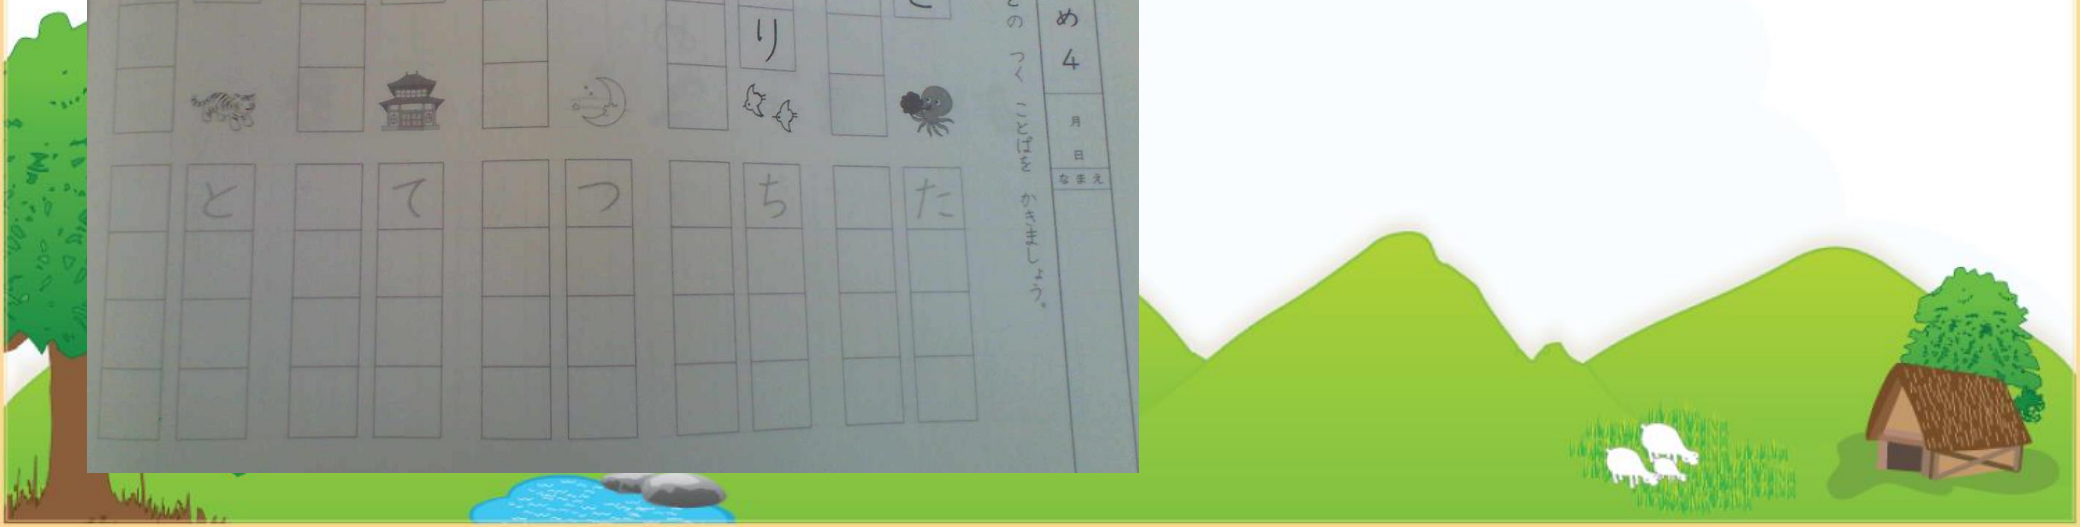 め4
月
日
なまえ
の つく ことばを かきましょう。
り
た
ち
つ
て
と